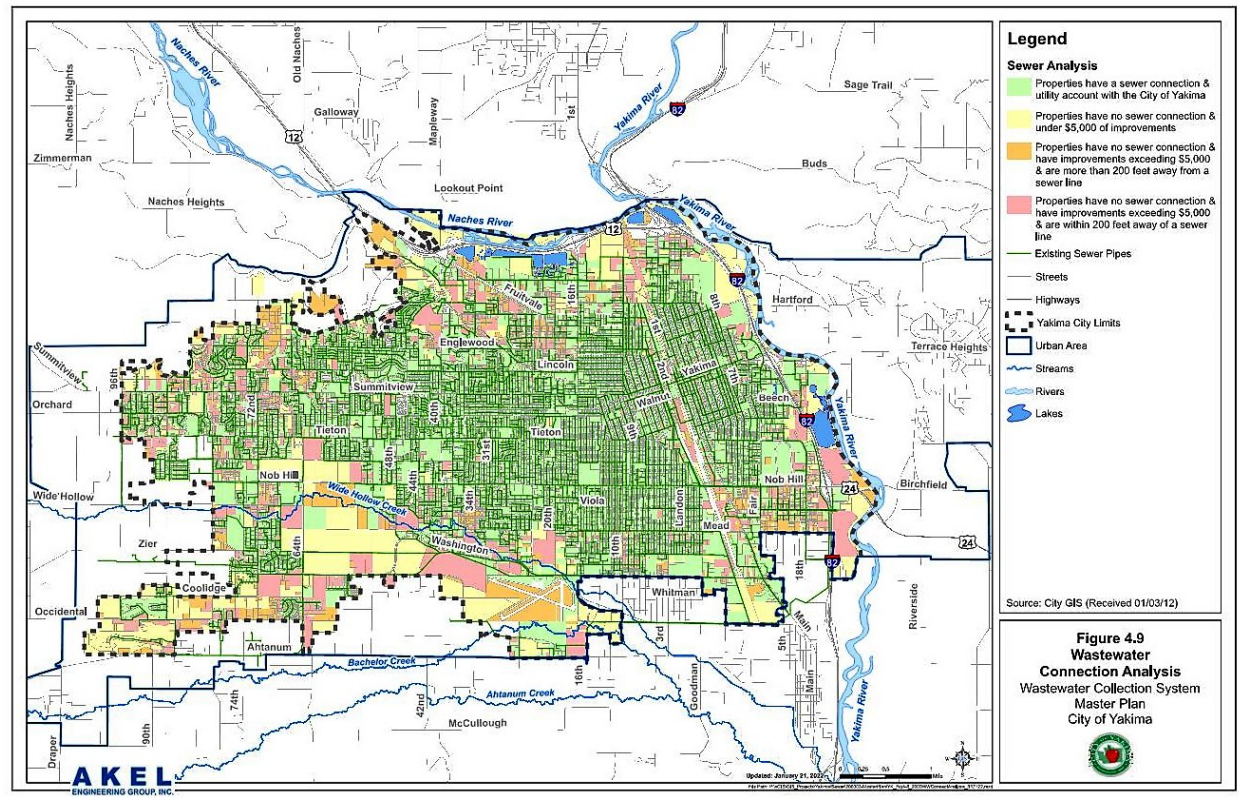 Naches River
Old Naches
Naches Heights
Galloway
Mapleway
1st
Yakima River
82
Sage Trail
12
Zimmerman
Buds
Lookout Point
Naches Heights
Naches River
Yakima River
12
82
Fruitvale
16th
8th
Hartford
1st
Englewood
Terrace Heights
Summitview
Lincoln
2nd
Yakima
7th
96th
Summitview
Orchard
72nd
40th
Walnut
Beech
Tieton
Tieton
9th
82
Yakima River
48th
31st
Nob Hill
44th
Nob Hill
24
Birchfield
Wide Hollow
Wide Hollow Creek
34th
Viola
Landon
Fair
20th
Mead
Zier
64th
Washington
10th
24
18th
82
Coolidge
Whitman
Riverside
Occidental
Main
Ahtanum
3rd
5th
Bachelor Creek
16th
Goodman
Main
74th
42nd
Ahtanum Creek
Yakima River
90th
McCullough
Draper
AKEL
ENGINEERING GROUP, INC.
Updated: January 21, 2022
0 0.25 0.5 1
Mis
Legend
Sewer Analysis
Properties have a sewer connection &
utility account with the City of Yakima
Properties have no sewer connection &
under $5,000 of improvements
Properties have no sewer connection &
have improvements exceeding $5,000
& are more than 200 feet away from a
sewer line
Properties have no sewer connection &
have improvements exceeding $5,000
& are within 200 feet away of a sewer
line
Existing Sewer Pipes
Streets
Highways
Yakima City Limits
Urban Area
Streams
Rivers
Lakes
Source: City GIS (Received 01/03/12)
Figure 4.9
Wastewater
Connection Analysis
Wastewater Collection System
Master Plan
City of Yakima